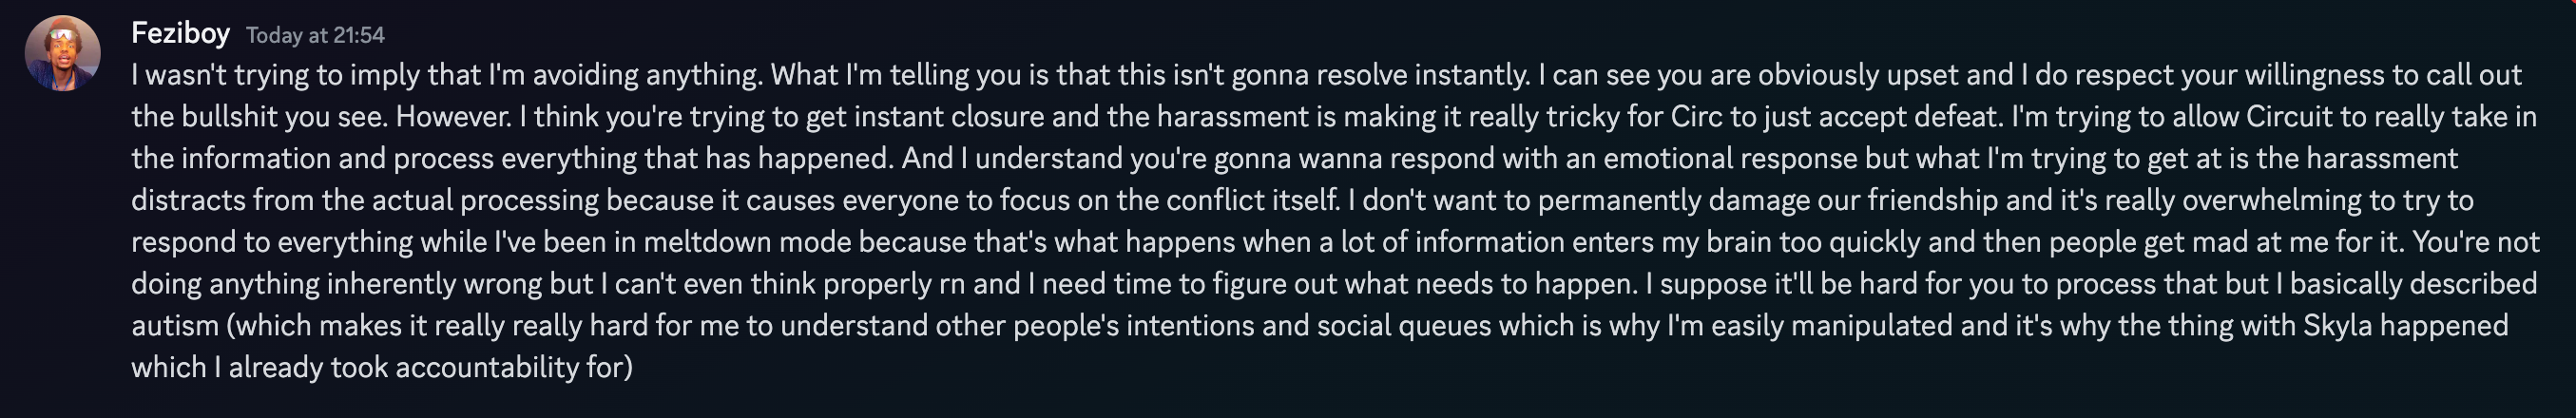 Feziboy Today at 21:54
I wasn't trying to imply that I'm avoiding anything. What I'm telling you is that this isn't gonna resolve instantly. I can see you are obviously upset and I do respect your willingness to call out
the bullshit you see. However. I think you're trying to get instant closure and the harassment is making it really tricky for Circ to just accept defeat. I'm trying to allow Circuit to really take in
the information and process everything that has happened. And I understand you're gonna wanna respond with an emotional response but what I'm trying to get at is the harassment
distracts from the actual processing because it causes everyone to focus on the conflict itself. I don't want to permanently damage our friendship and it's really overwhelming to try to
respond to everything while I've been in meltdown mode because that's what happens when a lot of information enters my brain too quickly and then people get mad at me for it. You're not
doing anything inherently wrong but I can't even think properly rn and I need time to figure out what needs to happen. I suppose it'll be hard for you to process that but I basically described
autism (which makes it really really hard for me to understand other people's intentions and social queues which is why I'm easily manipulated and it's why the thing with Skyla happened
which I already took accountability for)